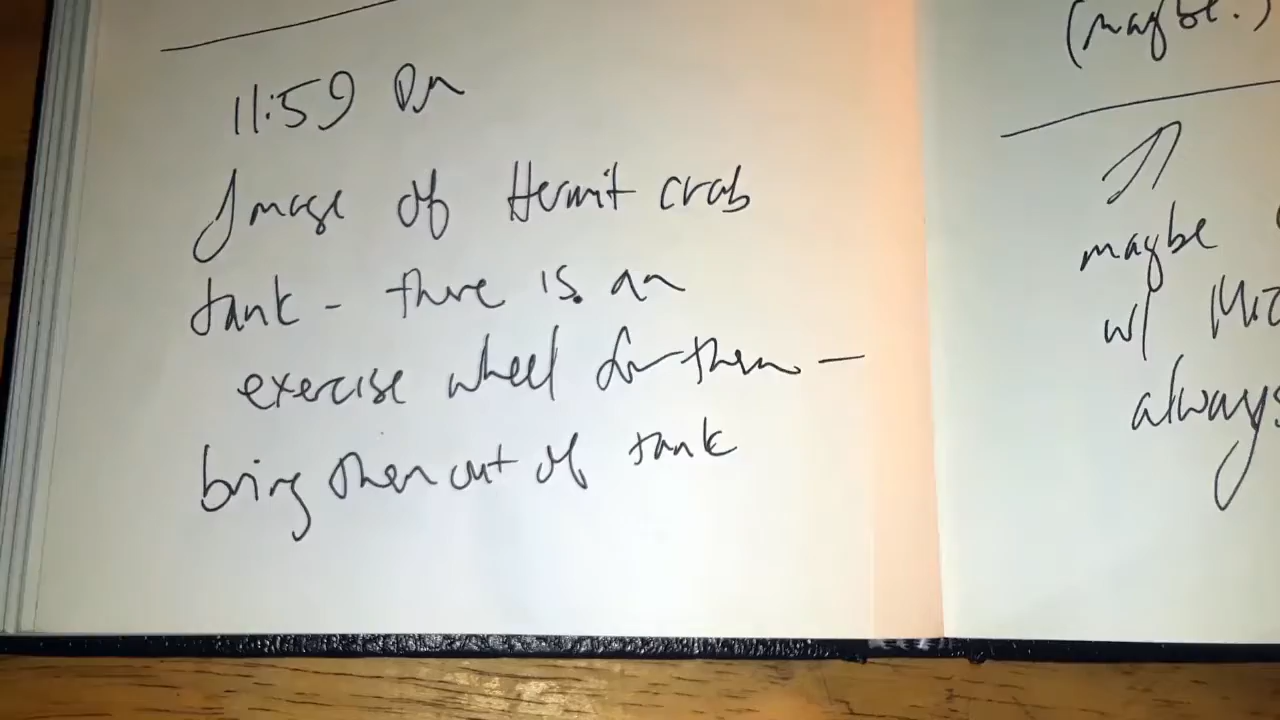 11:59 pm
Image of Hermit crab
tank - there is an
exercise wheel for them -
bring them out of tank
(maybe.)
maybe
w/
always